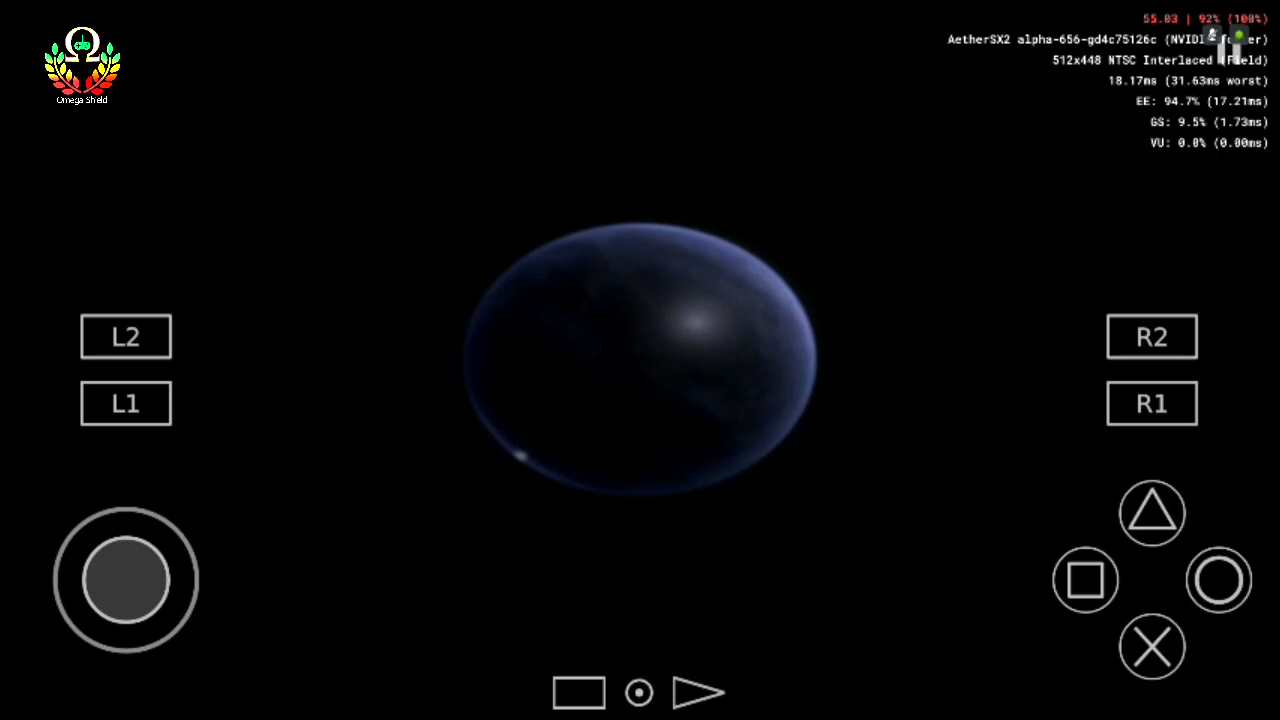 Omega Shield
55.03 | 92% (108%)
AetherSX2 alpha-656-gd4c75126c
512x448 NTSC Interlaced
18.17ms (31.63ms worst)
EE: 94.7% (17.21ms)
GS: 9.5% (1.73ms)
VU: 0.0% (0.00ms)
L2
R2
L1
R1